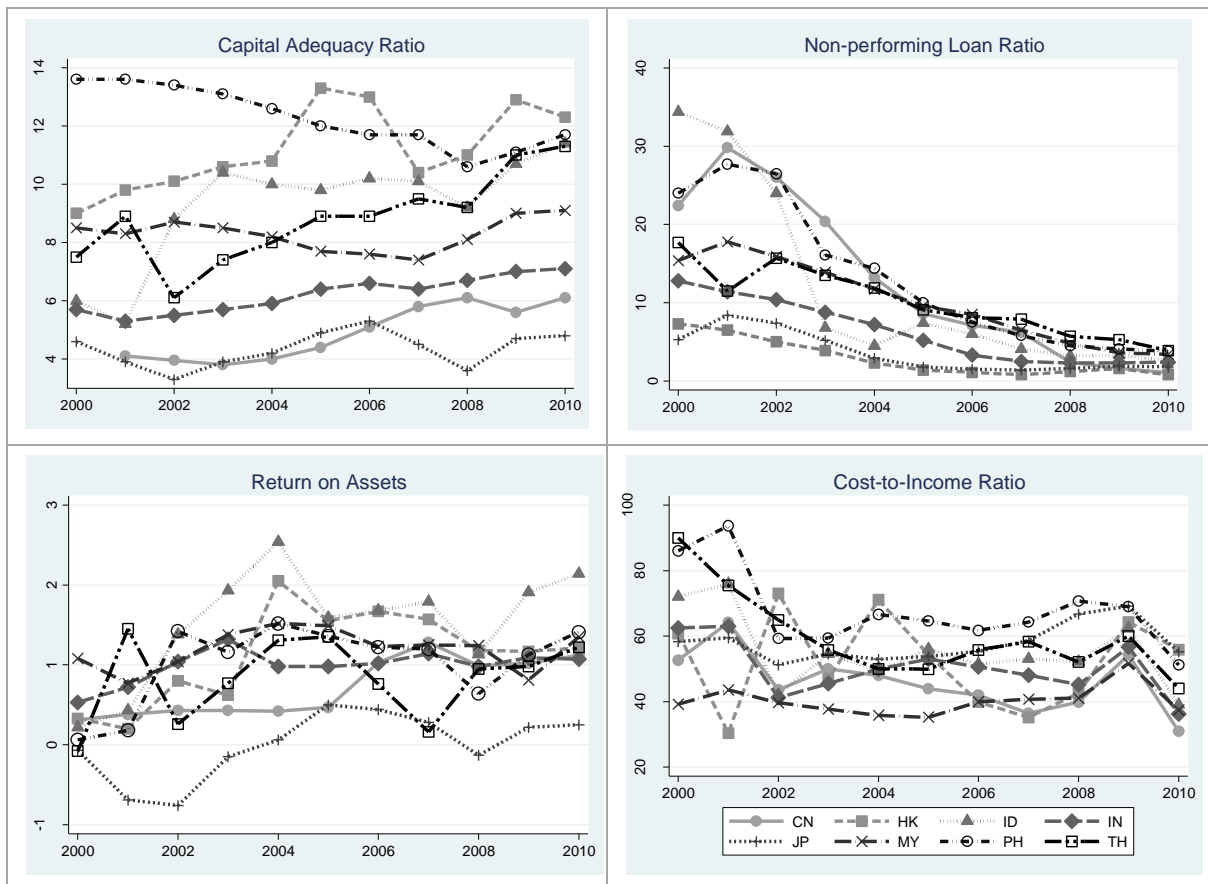 Capital Adequacy Ratio
14
12
10
8
6
4
2000 2002 2004 2006 2008 2010
Non-performing Loan Ratio
40
30
20
10
0
2000 2002 2004 2006 2008 2010
Return on Assets
3
2
1
0
-1
2000 2002 2004 2006 2008 2010
Cost-to-Income Ratio
100
80
60
40
20
2000 2002 2004 2006 2008 2010
CN HK ID IN
JP MY PH TH